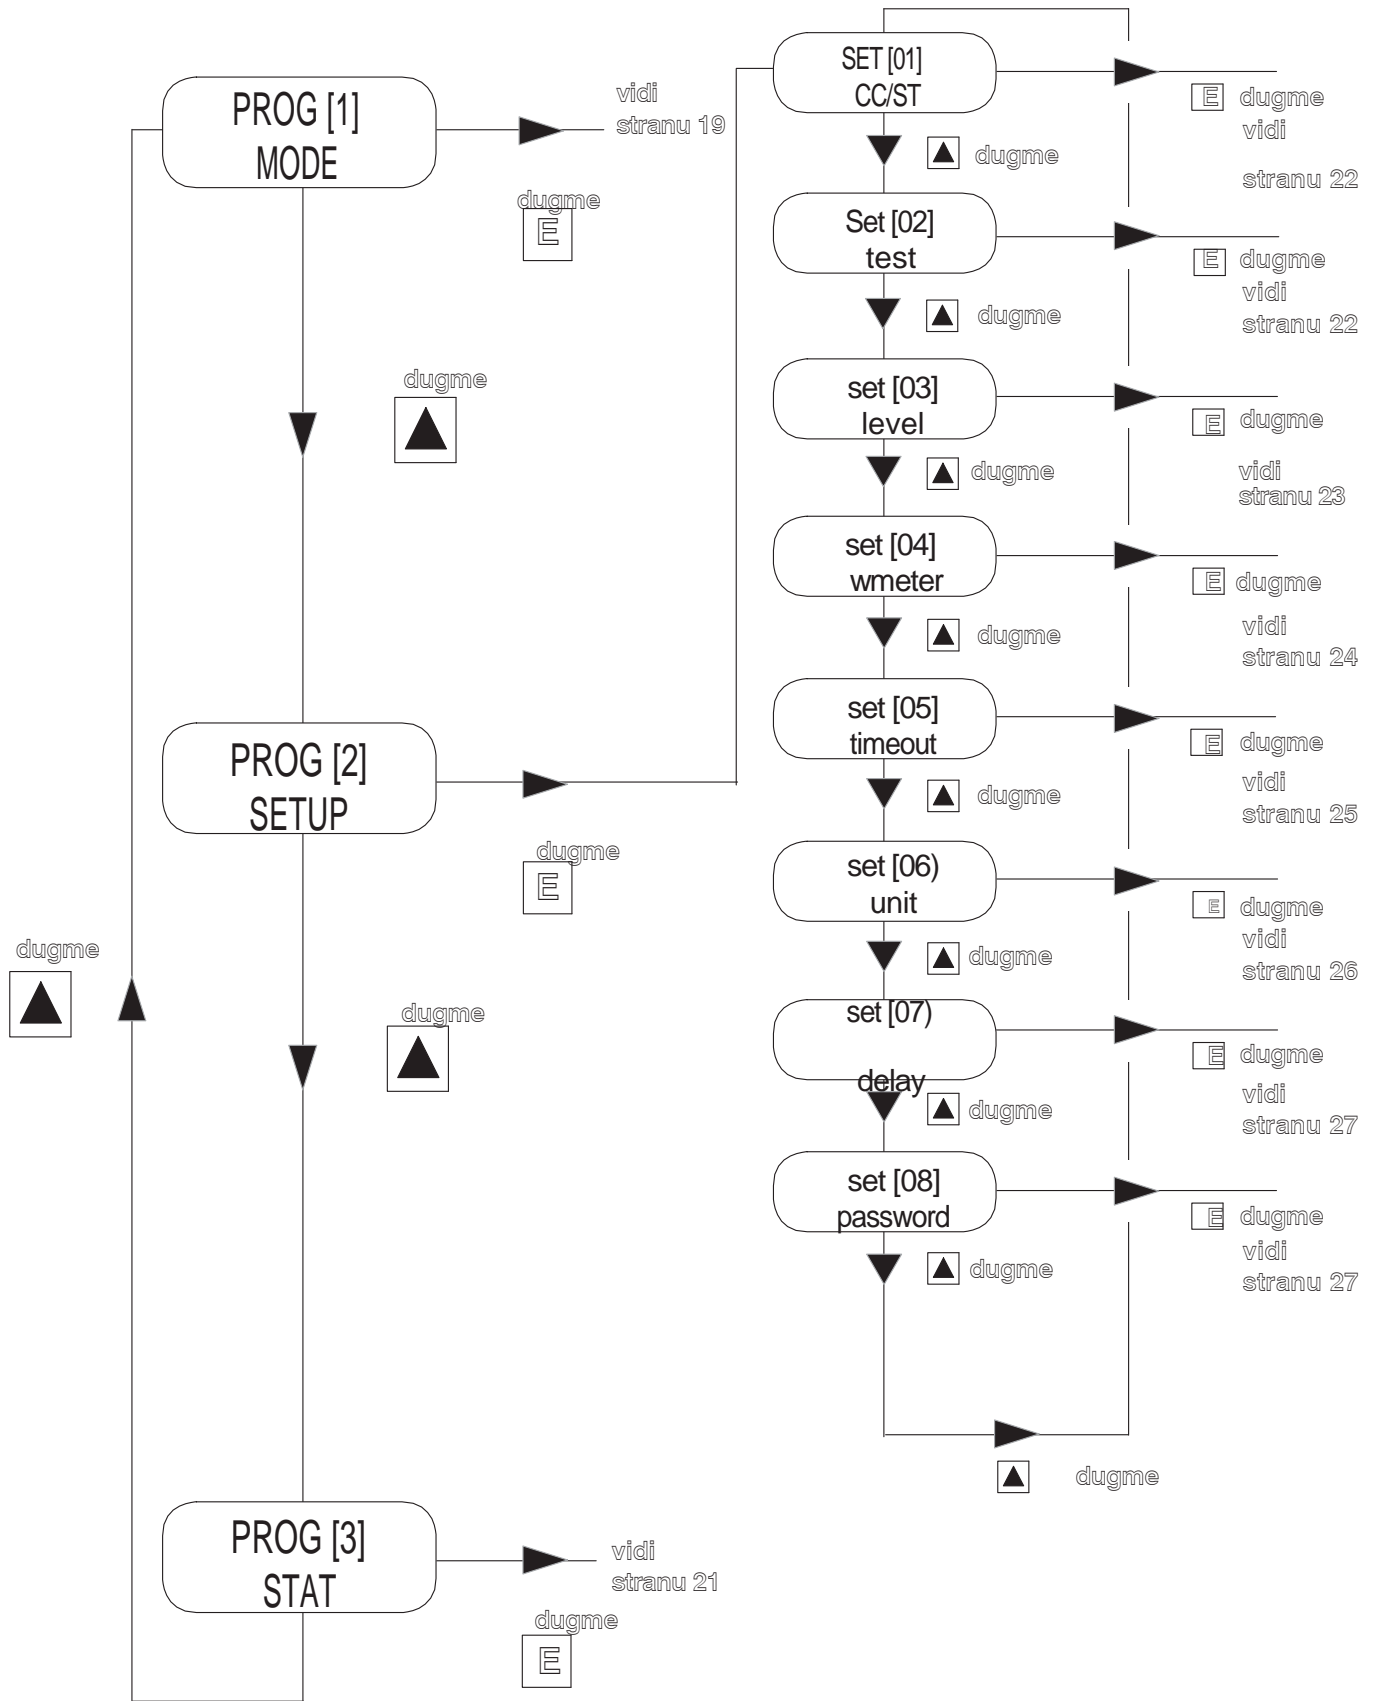 PROG [1]
MODE
vidi
stranu 19
dugme
E
dugme
PROG [2]
SETUP
dugme
E
dugme
dugme
PROG [3]
STAT
vidi
stranu 21
dugme
E
SET [01]
CC/ST
E dugme
vidi
stranu 22
dugme
Set [02]
test
E dugme
vidi
stranu 22
dugme
set [03]
level
E dugme
vidi
stranu 23
dugme
set [04]
wmeter
E dugme
vidi
stranu 24
dugme
set [05]
timeout
E dugme
vidi
stranu 25
dugme
set [06)
unit
E dugme
vidi
stranu 26
dugme
set [07)
delay
E dugme
vidi
stranu 27
dugme
set [08]
password
E dugme
vidi
stranu 27
dugme
dugme